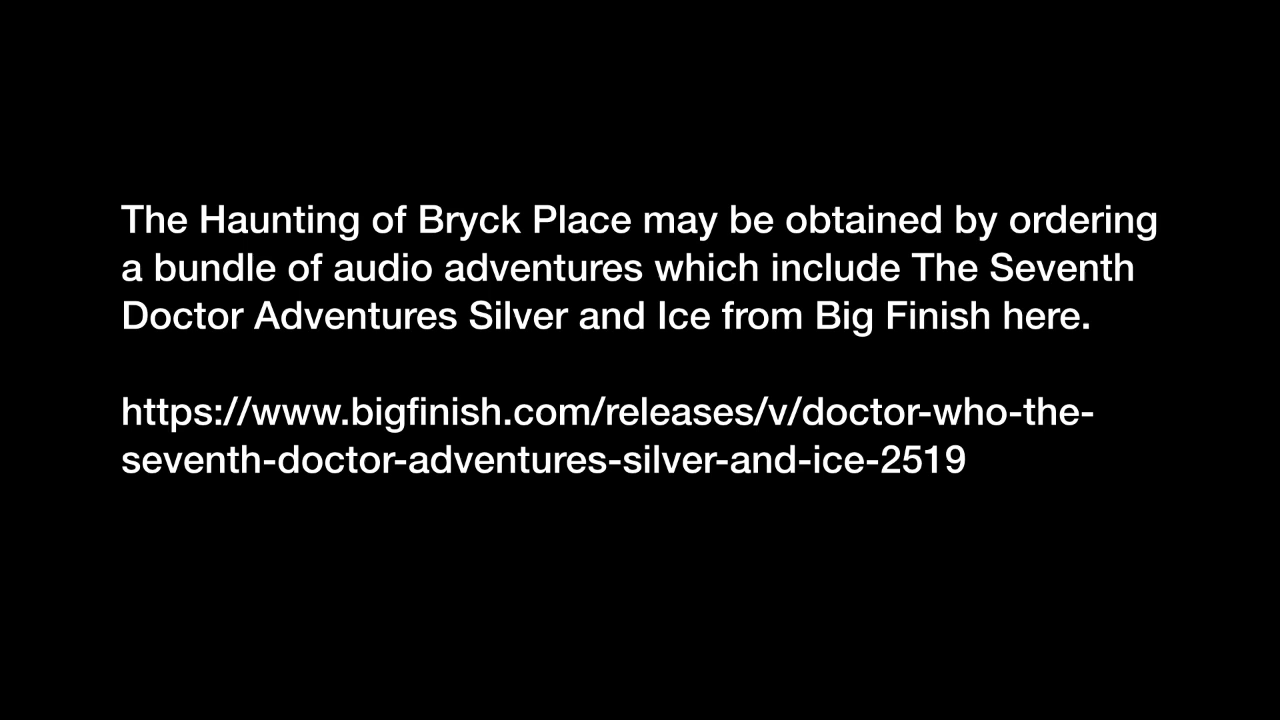 The Haunting of Bryck Place may be obtained by ordering
a bundle of audio adventures which include The Seventh
Doctor Adventures Silver and Ice from Big Finish here.
https://www.bigfinish.com/releases/v/doctor-who-the-
seventh-doctor-adventures-silver-and-ice-2519